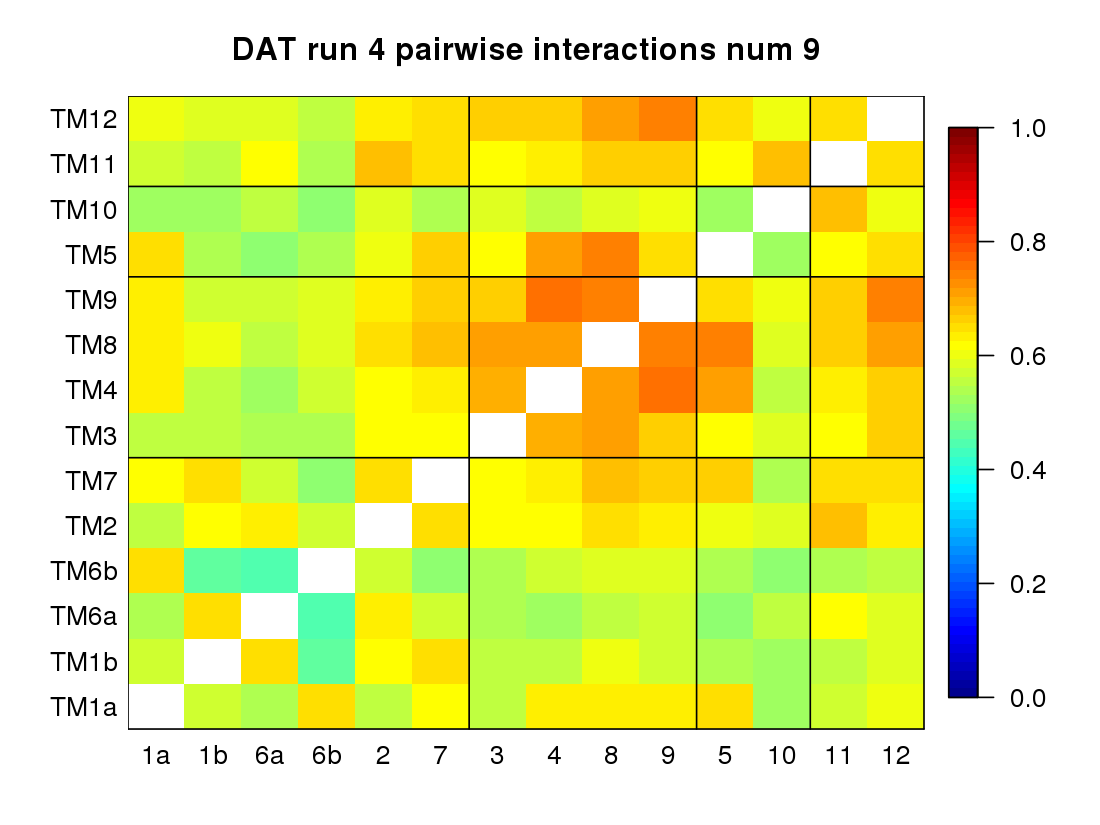 DAT run 4 pairwise interactions num 9
TM12
TM11
TM10
TM5
TM9
TM8
TM4
TM3
TM7
TM2
TM6b
TM6a
TM1b
TM1a
1a 1b 6a 6b 2 7 3 4 8 9 5 10 11 12
1.0
0.8
0.6
0.4
0.2
0.0